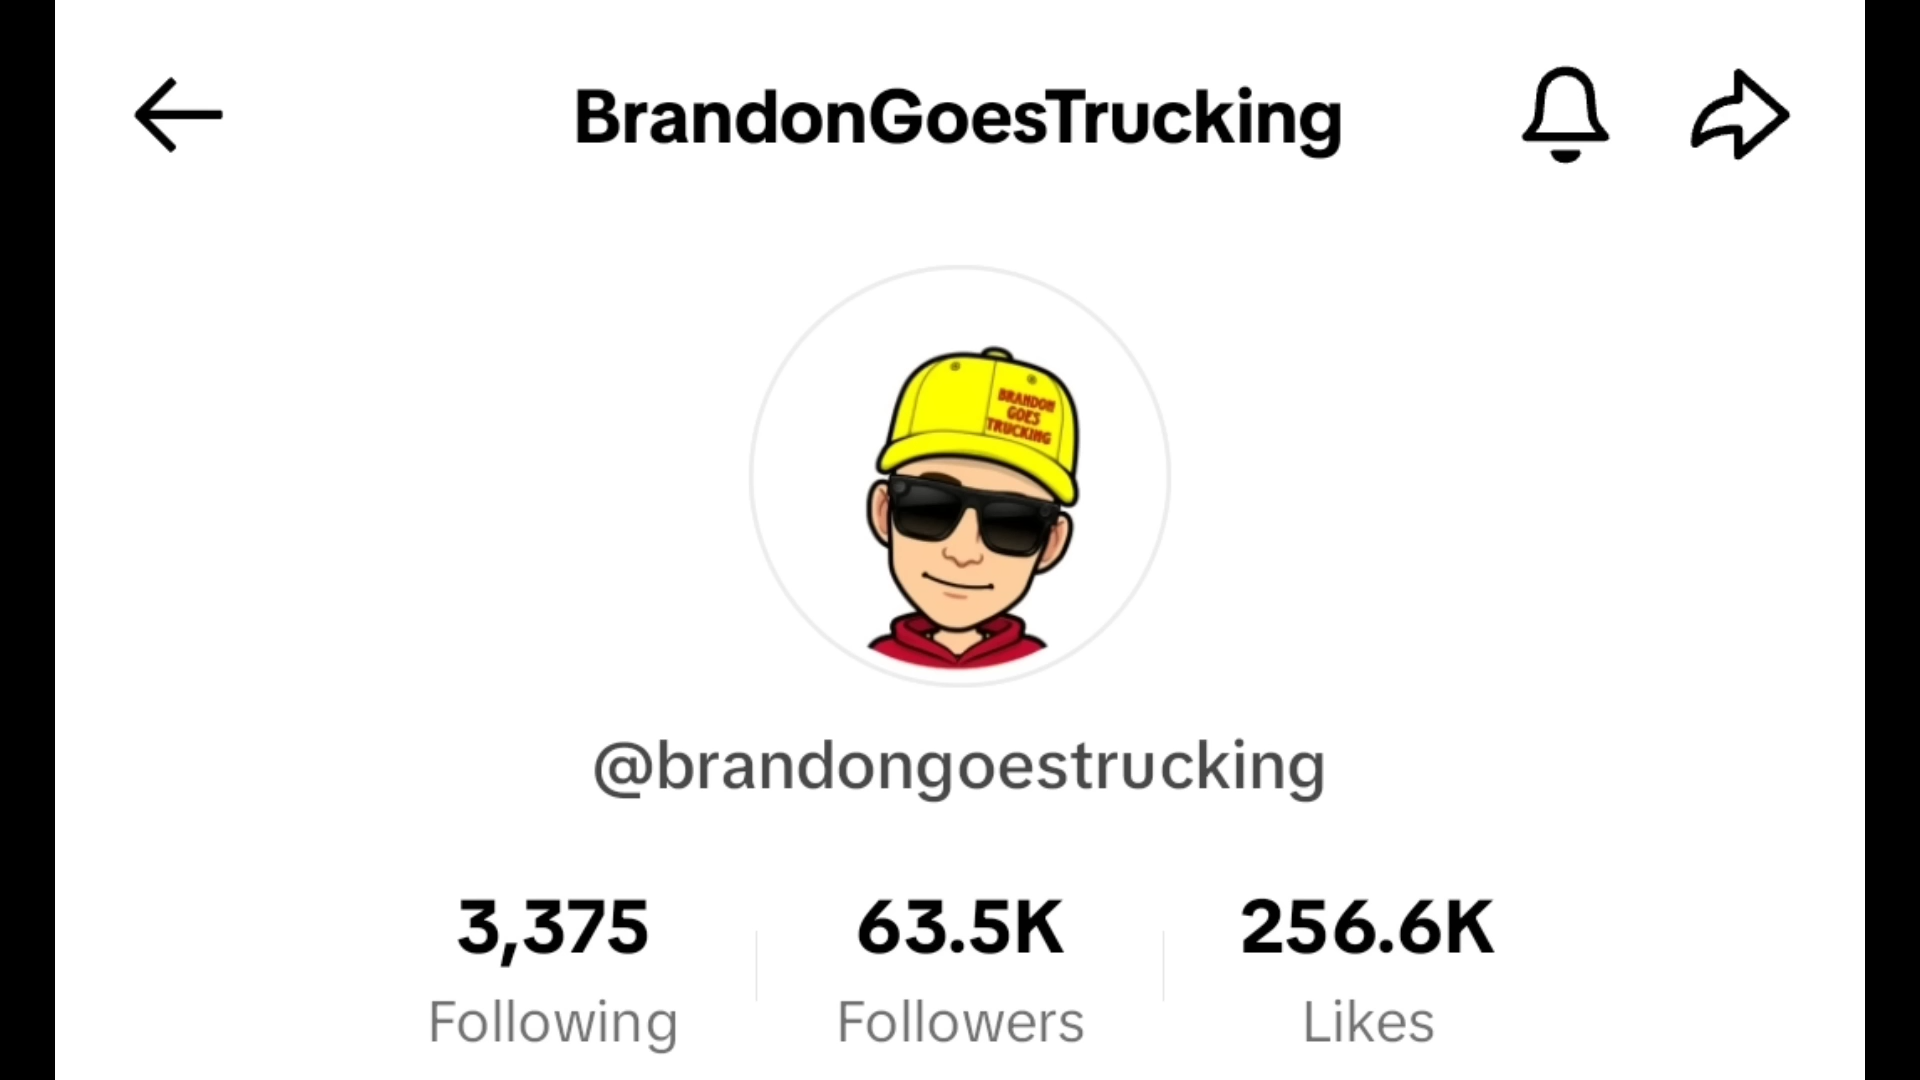 BrandonGoesTrucking
BRANDON
GOES
TRUCKING
@brandongoestrucking
3,375 63.5K 256.6K
Following Followers Likes